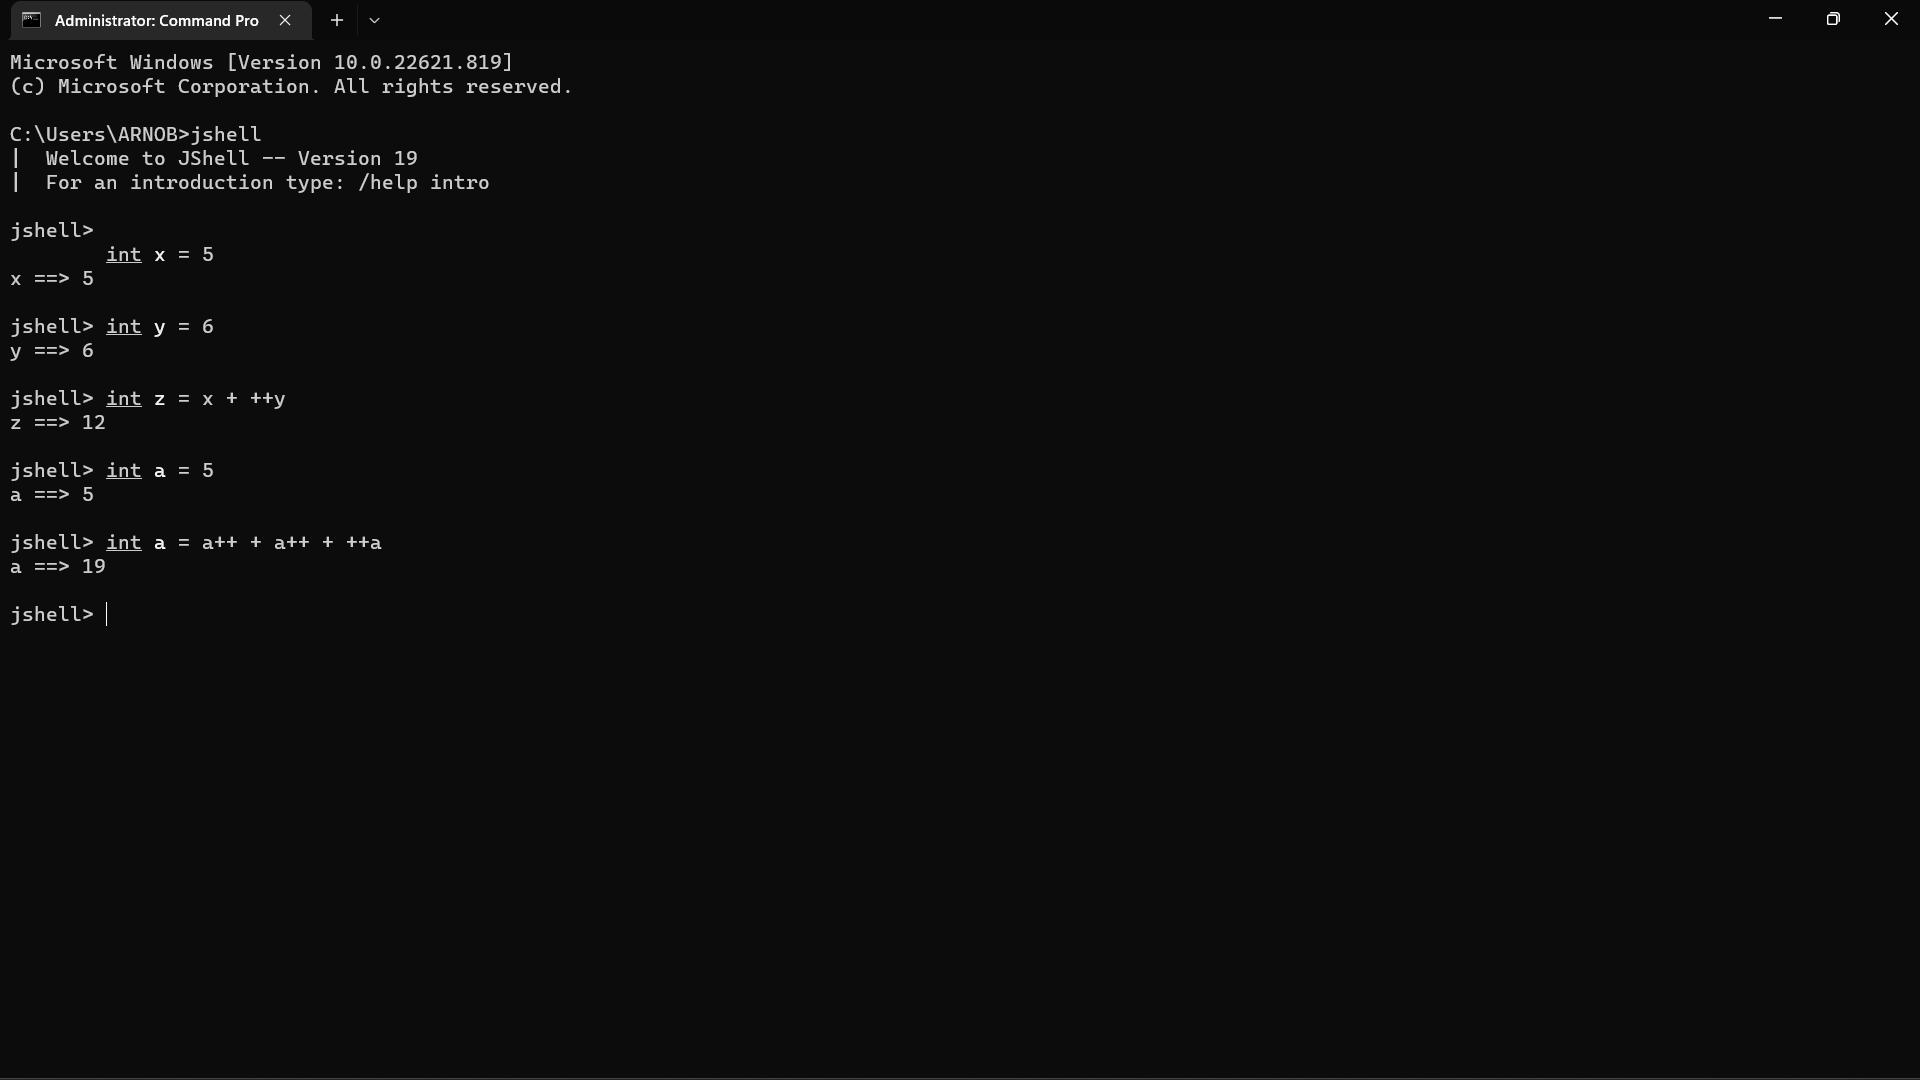 Administrator: Command Pro
Microsoft Windows [Version 10.0.22621.819]
(c) Microsoft Corporation. All rights reserved.
C:\Users\ARNOB>jshell
|  Welcome to JShell -- Version 19
|  For an introduction type: /help intro
jshell>
int x = 5
x ==> 5
jshell> int y = 6
y ==> 6
jshell> int z = x + ++y
z ==> 12
jshell> int a = 5
a ==> 5
jshell> int a = a++ + a++ + ++a
a ==> 19
jshell>